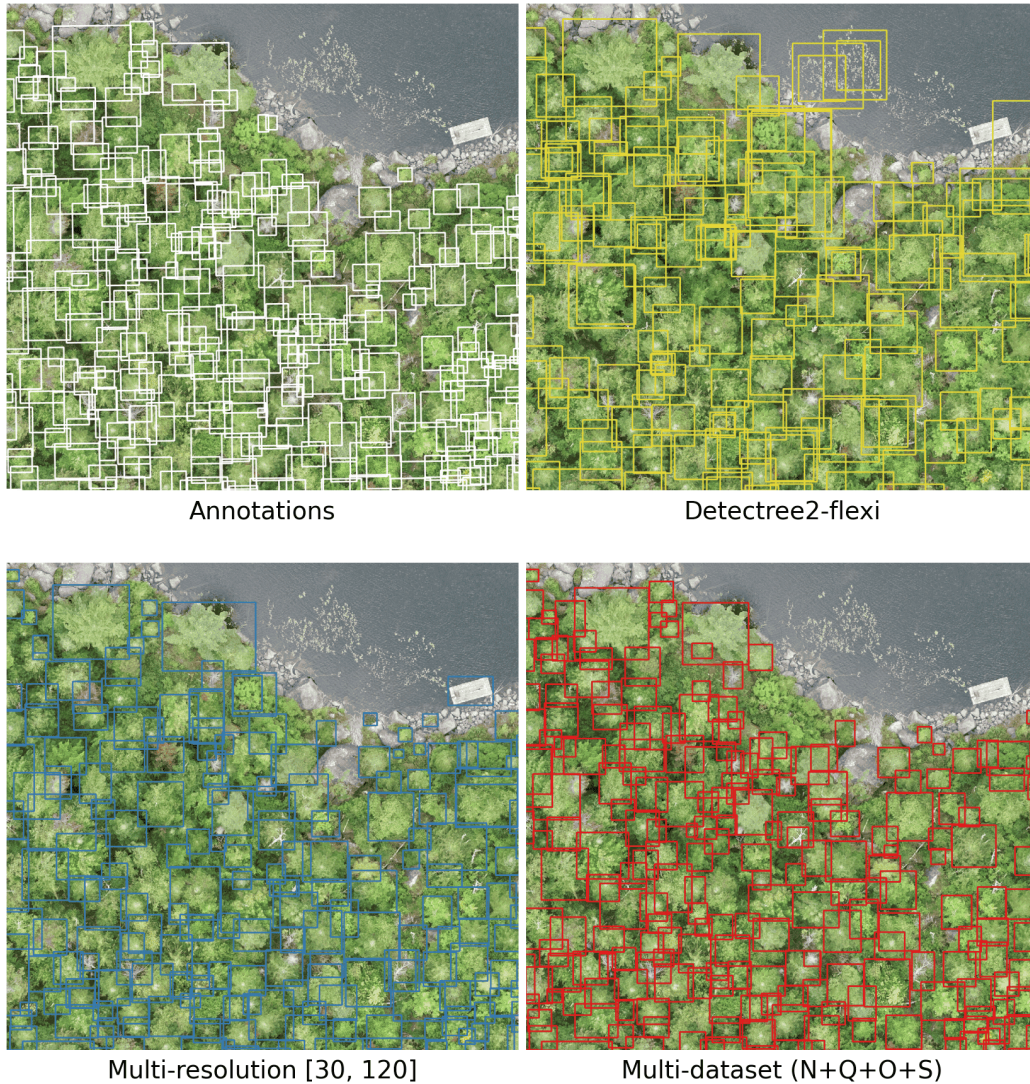 Annotations
Detectree2-flexi
Multi-resolution [30, 120]
Multi-dataset (N+Q+O+S)